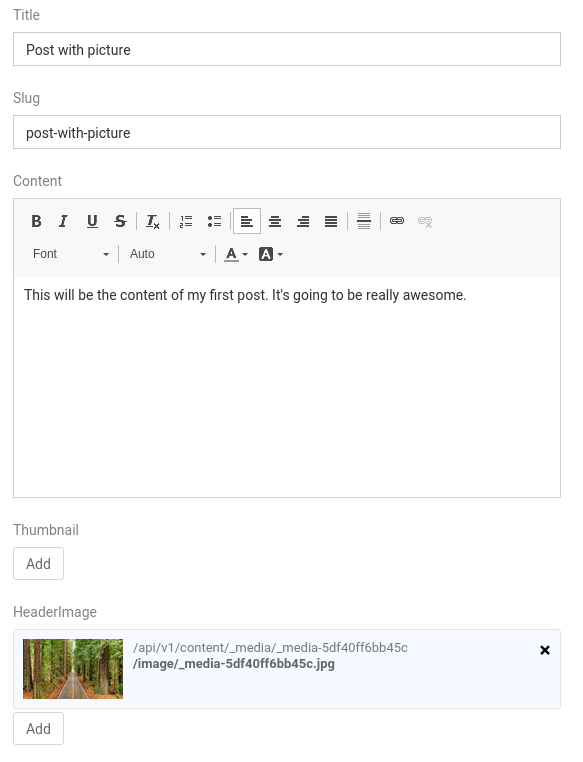 Title
Post with picture
Slug
post-with-picture
Content
B I U S Tx
Font Auto A A
This will be the content of my first post. It's going to be really awesome.
Thumbnail
Add
HeaderImage
/api/v1/content/_media/_media-5df40ff6bb45c
/image/_media-5df40ff6bb45c.jpg
Add